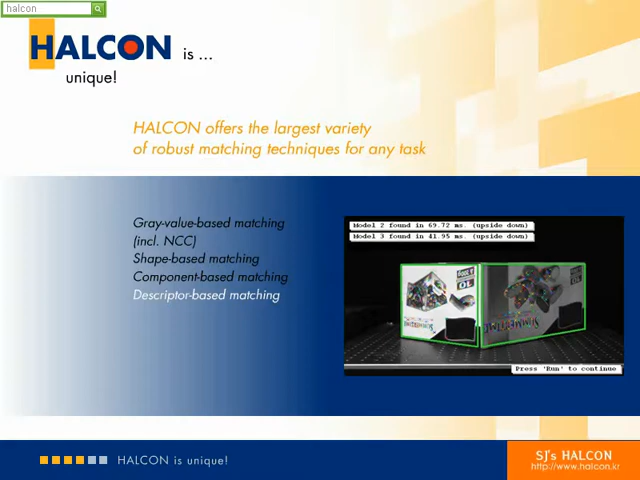 halcon
HALCON is ...
unique!
HALCON offers the largest variety
of robust matching techniques for any task
Gray-value-based matching
(incl. NCC)
Shape-based matching
Component-based matching
Descriptor-based matching
Model 2 found in 69.72 ms. (upside down)
Model 3 found in 41.95 ms. (upside down)
Press 'Run' to continue
HALCON is unique!
SJ's HALCON
http://www.halcon.kr